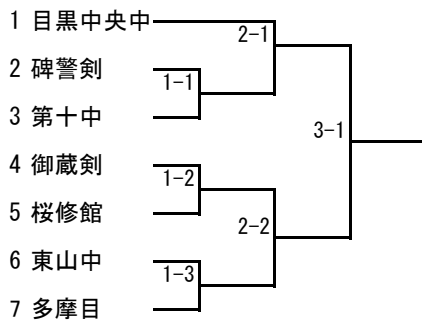 1 目黒中央中
2-1
2 碑警剣
1-1
3 第十中
3-1
4 御蔵剣
1-2
5 桜修館
2-2
6 東山中
1-3
7 多摩目